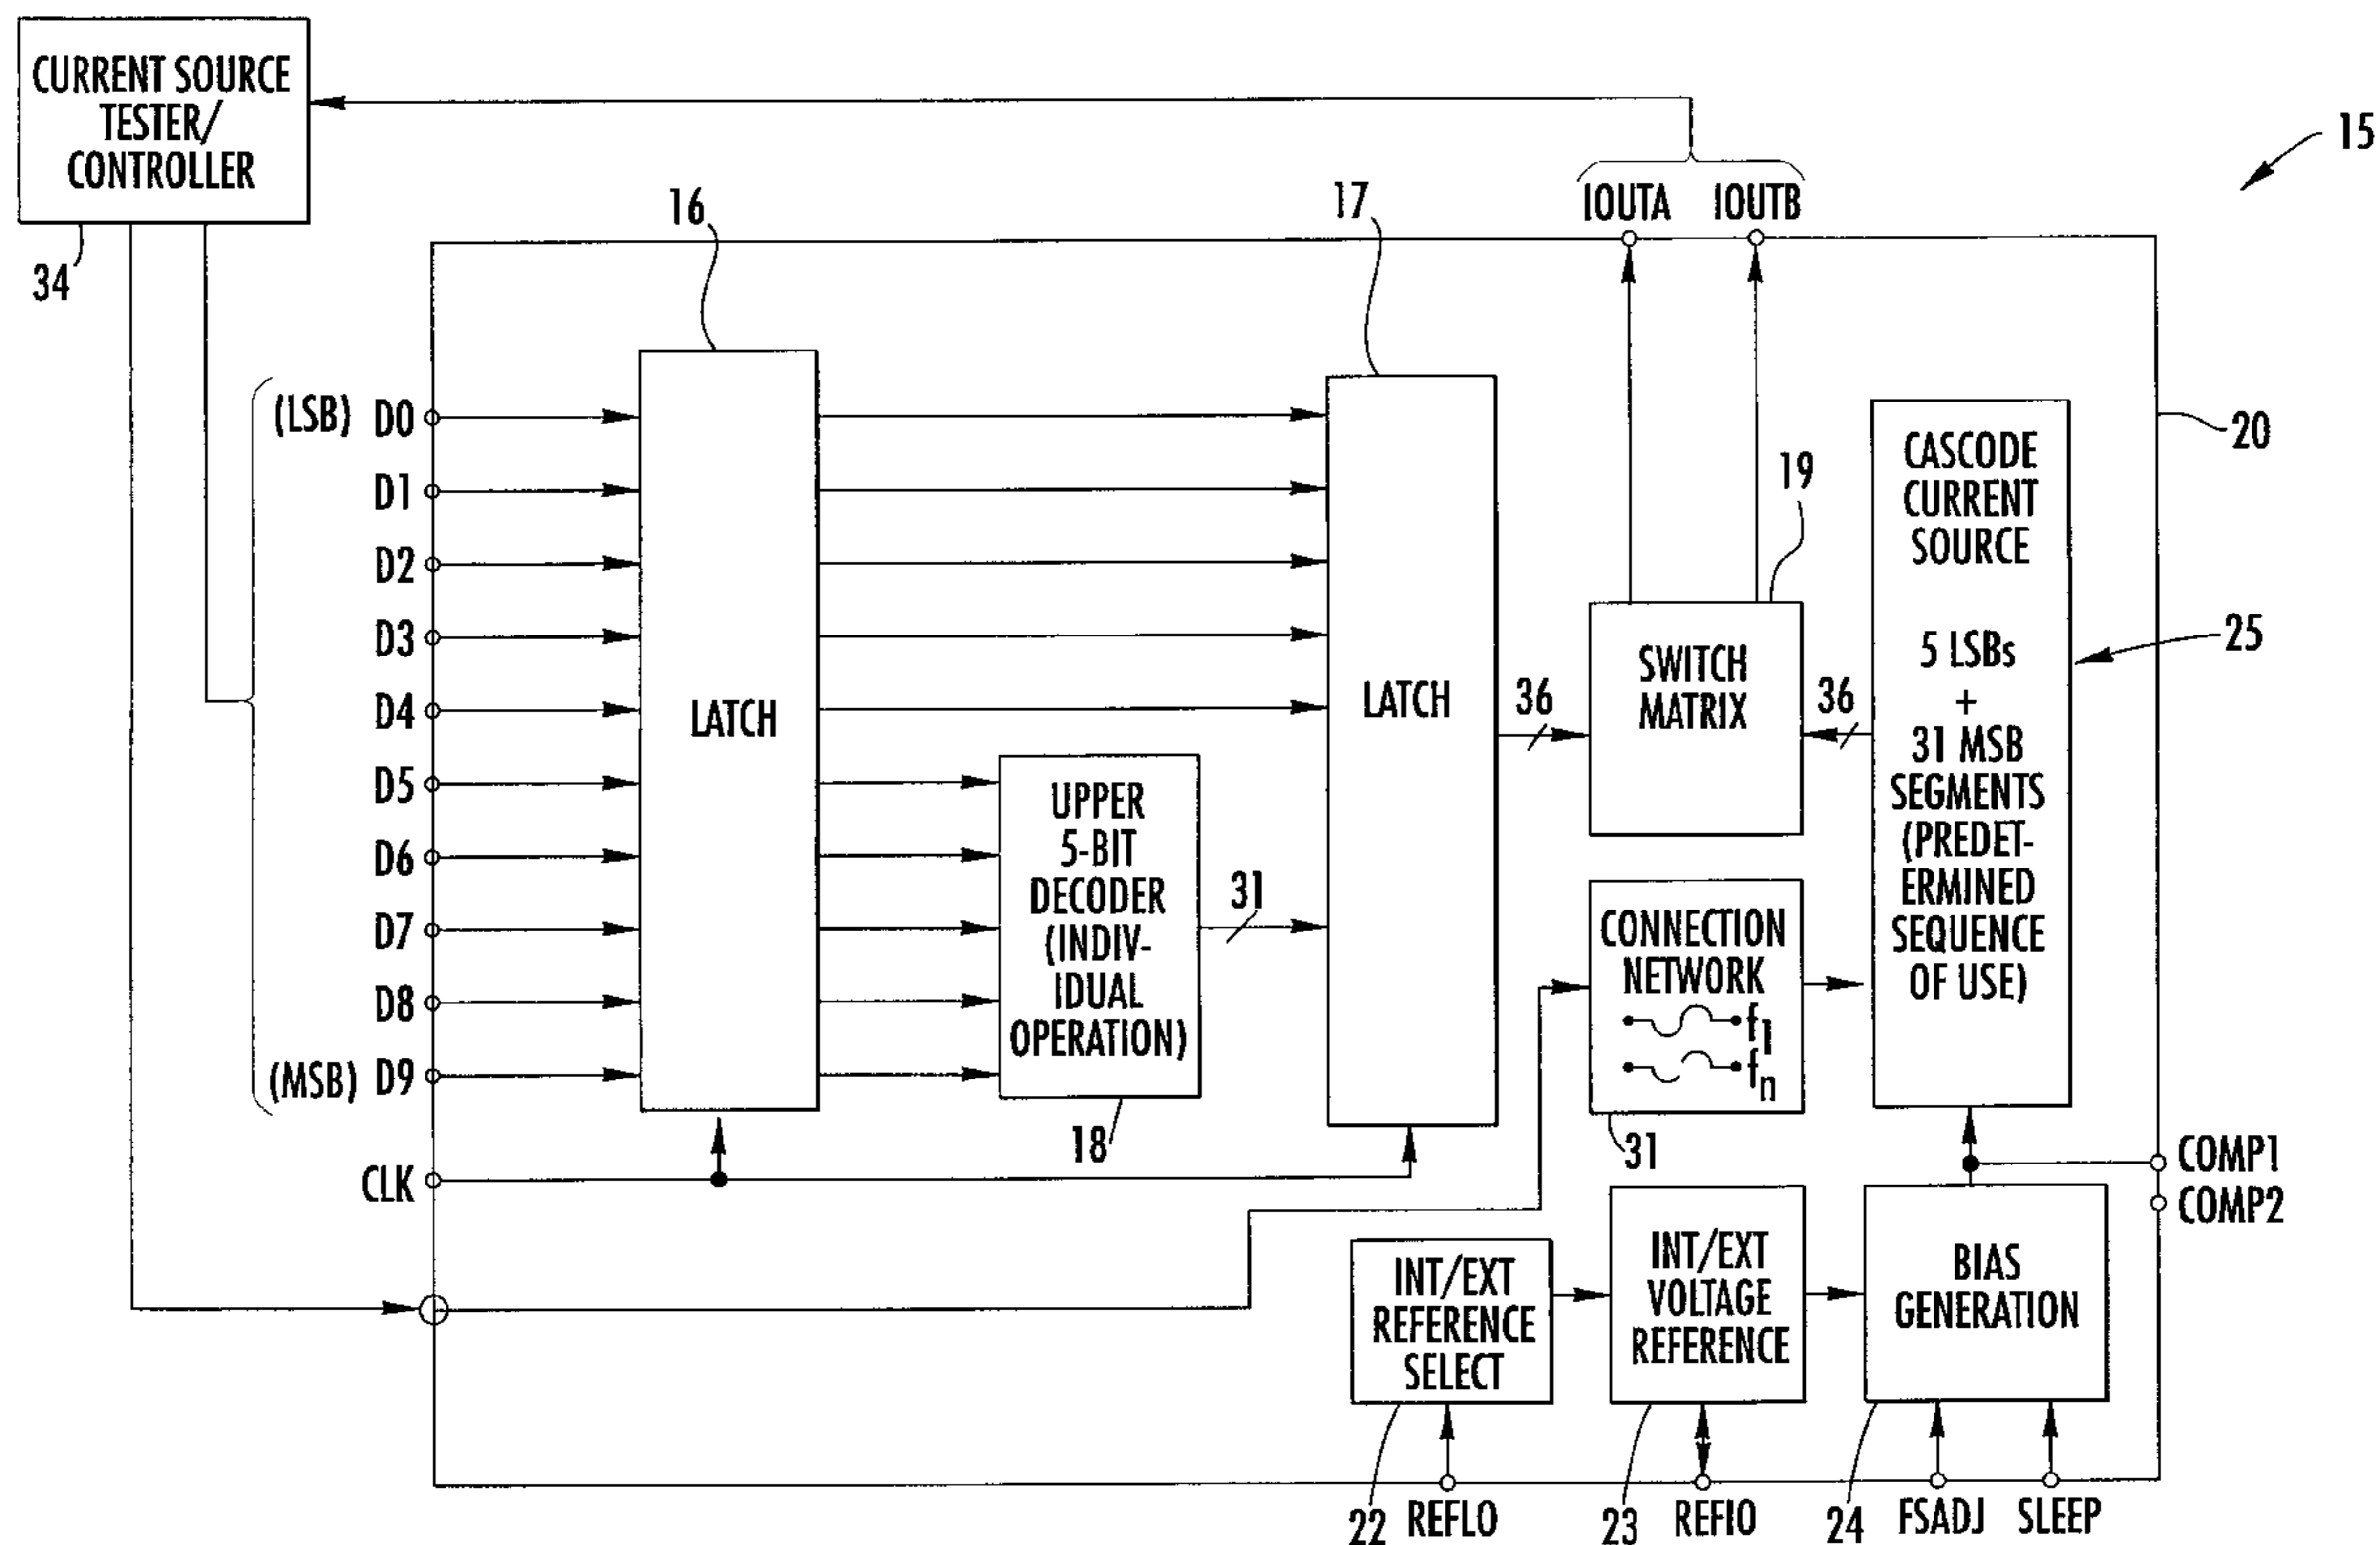 CURRENT SOURCE
TESTER/
CONTROLLER
34
15
IOUTA IOUTB
16
17
20
(LSB) D0
D1
D2
D3
D4
D5
D6
D7
D8
(MSB) D9
CLK
LATCH
UPPER
5-BIT
DECODER
(INDIV-
IDUAL
OPERATION)
18
31
LATCH
36
19
SWITCH
MATRIX
36
CASCODE
CURRENT
SOURCE
5 LSBs
+
31 MSB
SEGMENTS
(PREDET-
ERMINED
SEQUENCE
OF USE)
25
CONNECTION
NETWORK
f1
fn
31
COMP1
COMP2
INT/EXT
REFERENCE
SELECT
INT/EXT
VOLTAGE
REFERENCE
BIAS
GENERATION
22 REFLO 23 REFIO 24 FSADJ SLEEP